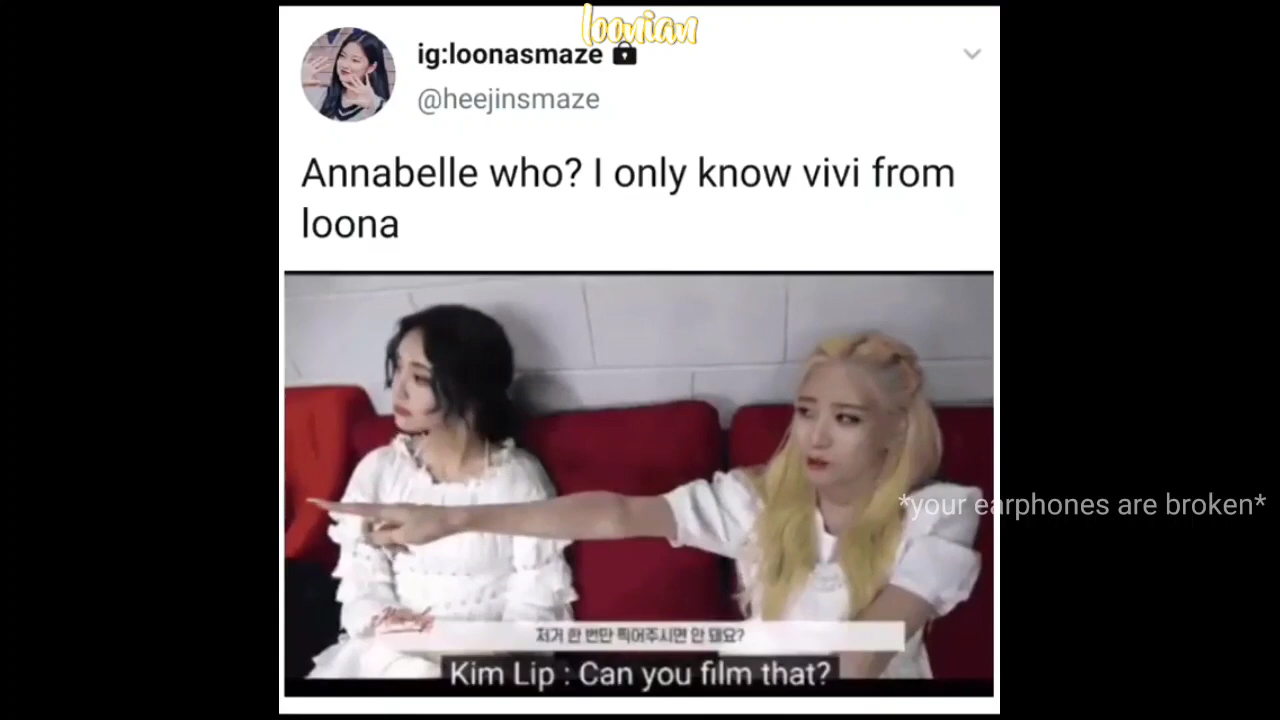 loonian
ig:loonasmaze
@heejinsmaze
Annabelle who? I only know vivi from
loona
*your earphones are broken*
저거 한 번만 찍어주시면 안 돼요?
Kim Lip : Can you film that?